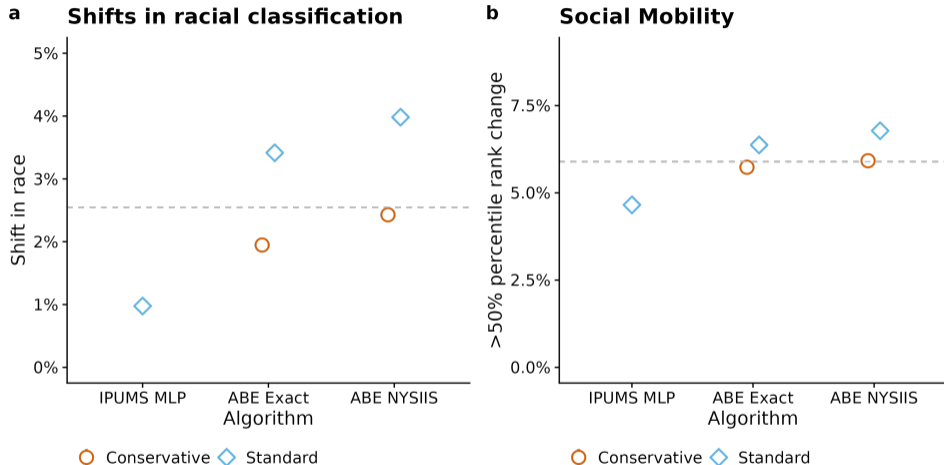 a Shifts in racial classification
5%
4%
3%
2%
1%
0%
Shift in race
IPUMS MLP ABE Exact ABE NYSIIS
Algorithm
Conservative Standard
b Social Mobility
7.5%
5.0%
2.5%
0.0%
>50% percentile rank change
IPUMS MLP ABE Exact ABE NYSIIS
Algorithm
Conservative Standard